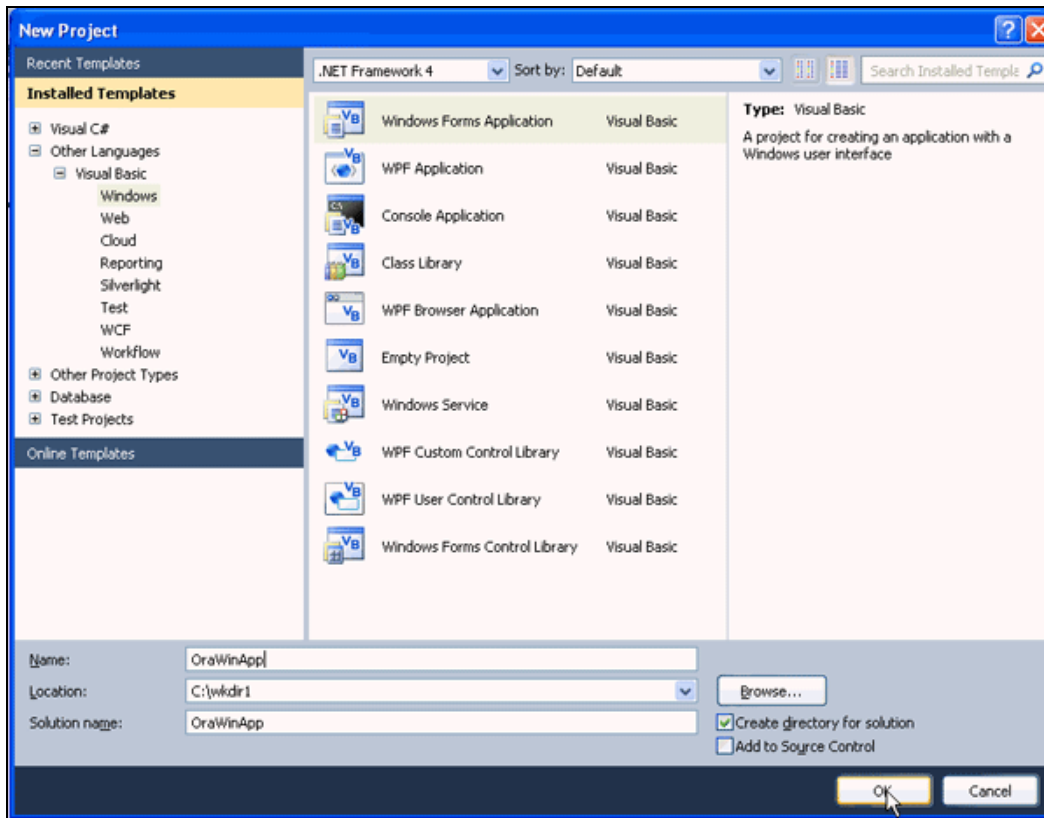 New Project
Recent Templates
Installed Templates
Visual C#
Other Languages
Visual Basic
Windows
Web
Cloud
Reporting
Silverlight
Test
WCF
Workflow
Other Project Types
Database
Test Projects
Online Templates
.NET Framework 4 Sort by: Default Search Installed Templa
Windows Forms Application Visual Basic
WPF Application Visual Basic
Console Application Visual Basic
Class Library Visual Basic
WPF Browser Application Visual Basic
Empty Project Visual Basic
Windows Service Visual Basic
WPF Custom Control Library Visual Basic
WPF User Control Library Visual Basic
Windows Forms Control Library Visual Basic
Type: Visual Basic
A project for creating an application with a
Windows user interface
Name: OraWinApp
Location: C:\wkdir1 Browse...
Solution name: OraWinApp
Create directory for solution
Add to Source Control
OK Cancel